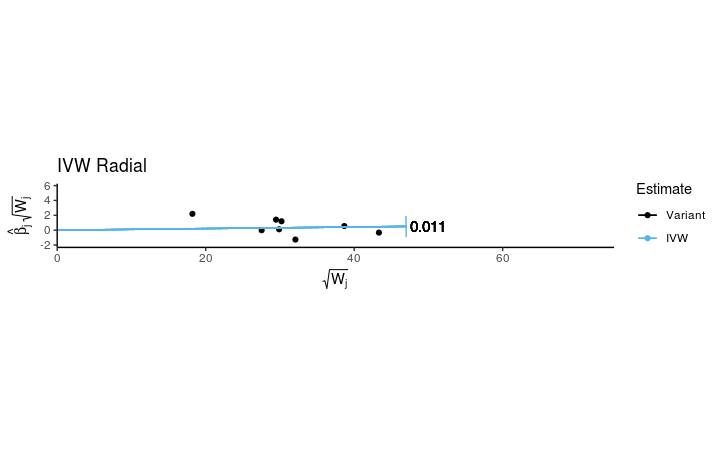 IVW Radial
6
4
2
0
-2
β̂j√Wj
0.011
0 20 40 60
√Wj
Estimate
Variant
IVW